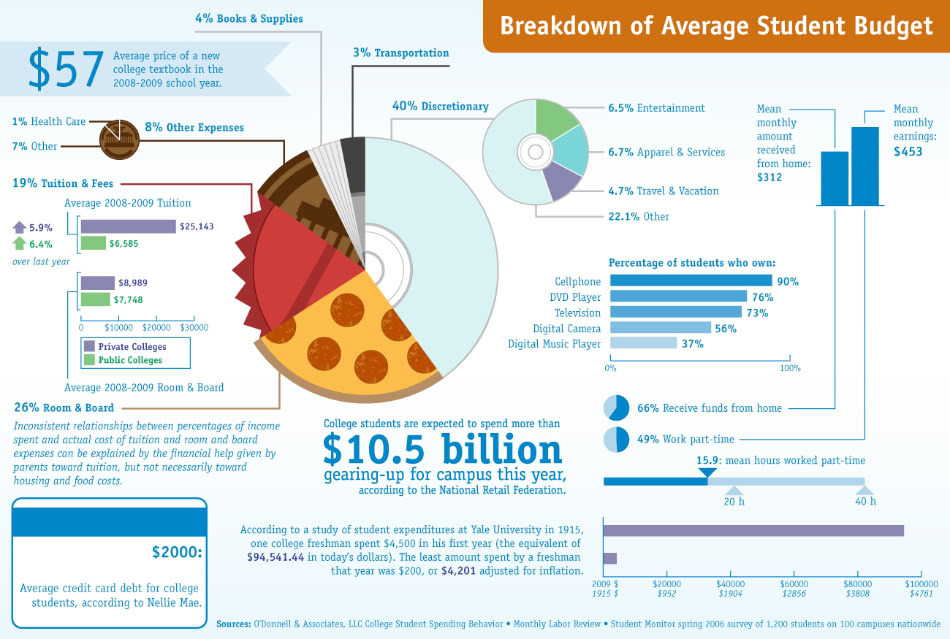 Breakdown of Average Student Budget
4% Books & Supplies
$57
Average price of a new
college textbook in the
2008-2009 school year.
3% Transportation
40% Discretionary
1% Health Care
7% Other
8% Other Expenses
6.5% Entertainment
6.7% Apparel & Services
4.7% Travel & Vacation
22.1% Other
Mean
monthly
amount
received
from home:
$312
Mean
monthly
earnings:
$453
19% Tuition & Fees
Average 2008-2009 Tuition
5.9%
6.4%
over last year
$25,143
$6,585
$8,989
$7,748
0 $10000 $20000 $30000
Private Colleges
Public Colleges
Average 2008-2009 Room & Board
26% Room & Board
Inconsistent relationships between percentages of income
spent and actual cost of tuition and room and board
expenses can be explained by the financial help given by
parents toward tuition, but not necessarily toward
housing and food costs.
Percentage of students who own:
Cellphone 90%
DVD Player 76%
Television 73%
Digital Camera 56%
Digital Music Player 37%
0% 100%
66% Receive funds from home
49% Work part-time
15.9: mean hours worked part-time
20 h 40 h
College students are expected to spend more than
$10.5 billion
gearing-up for campus this year,
according to the National Retail Federation.
$2000:
Average credit card debt for college
students, according to Nellie Mae.
According to a study of student expenditures at Yale University in 1915,
one college freshman spent $4,500 in his first year (the equivalent of
$94,541.44 in today's dollars). The least amount spent by a freshman
that year was $200, or $4,201 adjusted for inflation.
2009 $ $20000 $40000 $60000 $80000 $100000
1915 $ $952 $1904 $2856 $3808 $4761
Sources: O'Donnell & Associates, LLC College Student Spending Behavior • Monthly Labor Review • Student Monitor spring 2006 survey of 1,200 students on 100 campuses nationwide